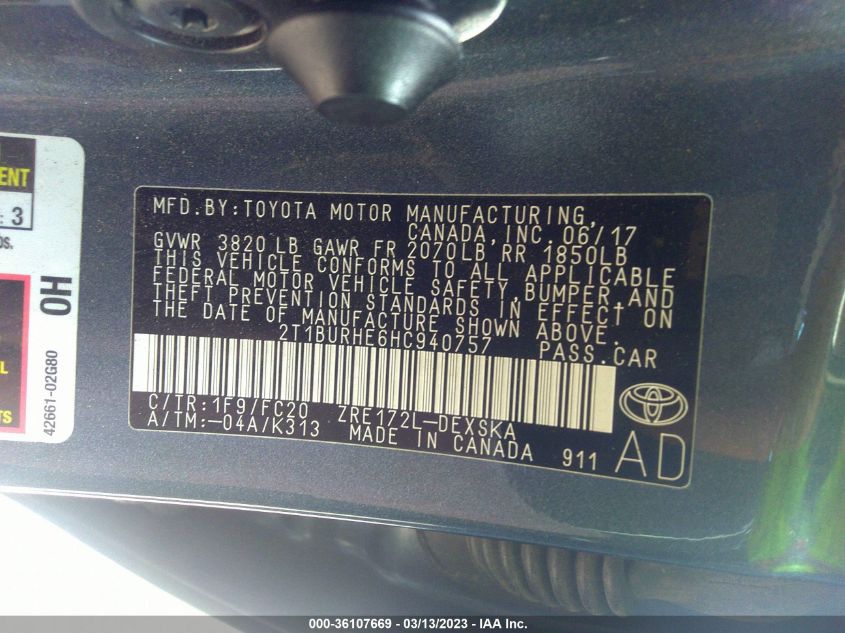 ENT
: 3
OS.
OH
42661-02G80
L
TS
MFD.BY:TOYOTA MOTOR MANUFACTURING,
CANADA,INC. 06/17
GVWR 3820 LB GAWR FR 2070LB RR 1850LB
THIS VEHICLE CONFORMS TO ALL APPLICABLE
FEDERAL MOTOR VEHICLE SAFETY,BUMPER,AND
THEFT PREVENTION STANDARDS IN EFFECT ON
THE DATE OF MANUFACTURE SHOWN ABOVE.
2T1BURHE6HC940757 PASS.CAR
C/TR:1F9/FC20 ZRE172L-DEXSKA
A/TM:-04A/K313 MADE IN CANADA 911 AD
000-36107669 - 03/13/2023 - IAA Inc.